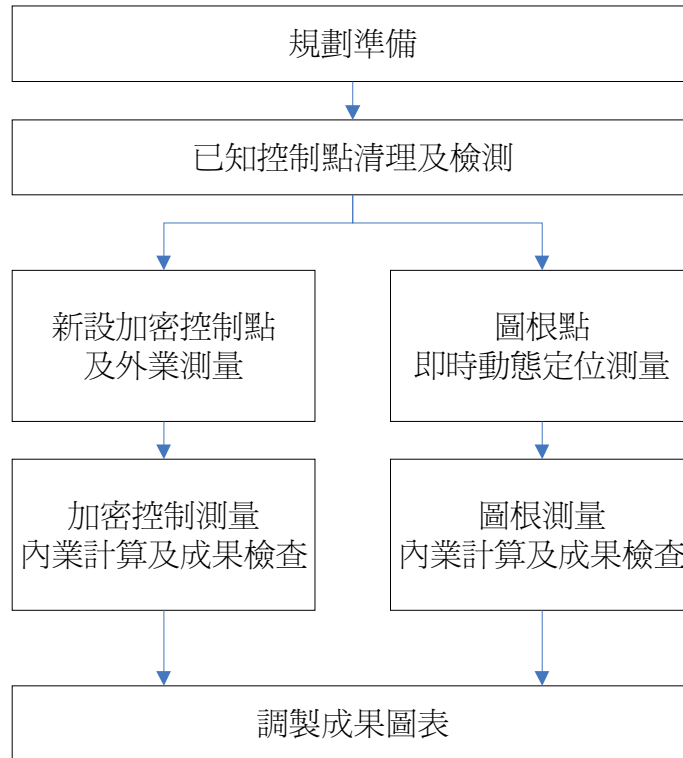 規劃準備
已知控制點清理及檢測
新設加密控制點
及外業測量
圖根點
即時動態定位測量
加密控制測量
內業計算及成果檢查
圖根測量
內業計算及成果檢查
調製成果圖表